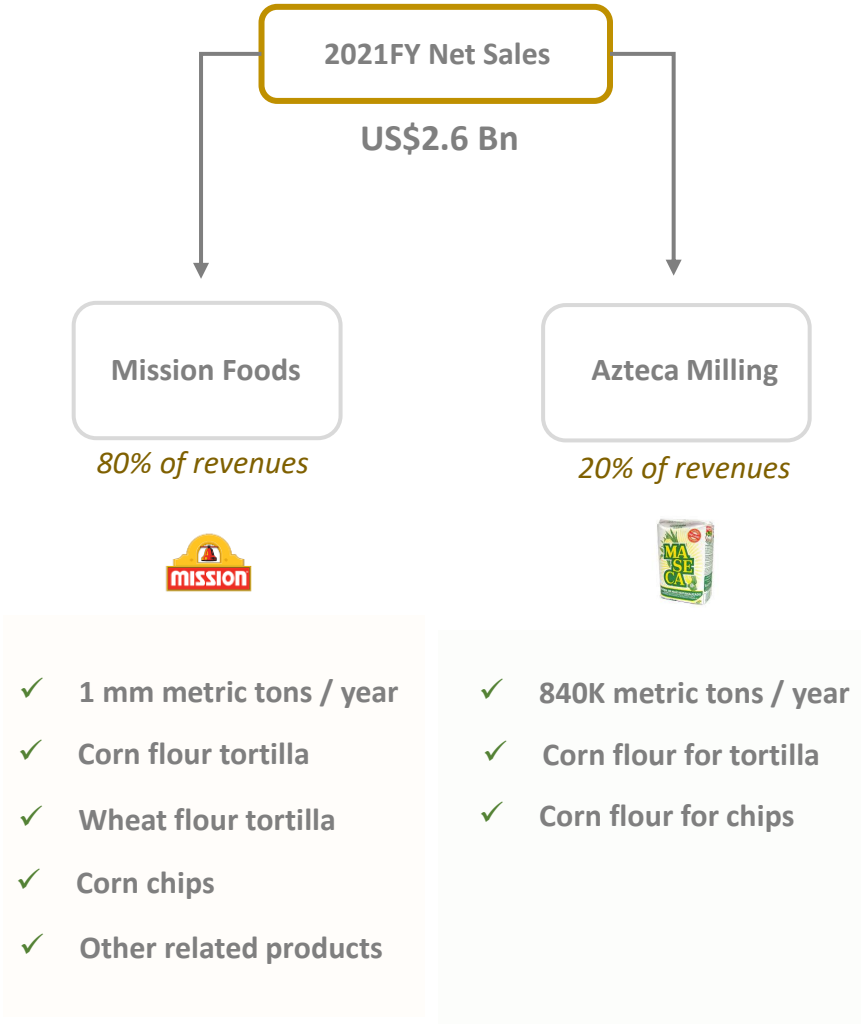 2021FY Net Sales
US$2.6 Bn
Mission Foods
Azteca Milling
80% of revenues
20% of revenues
MISSION
MA
SE
CA
1 mm metric tons / year
Corn flour tortilla
Wheat flour tortilla
Corn chips
Other related products
840K metric tons / year
Corn flour for tortilla
Corn flour for chips